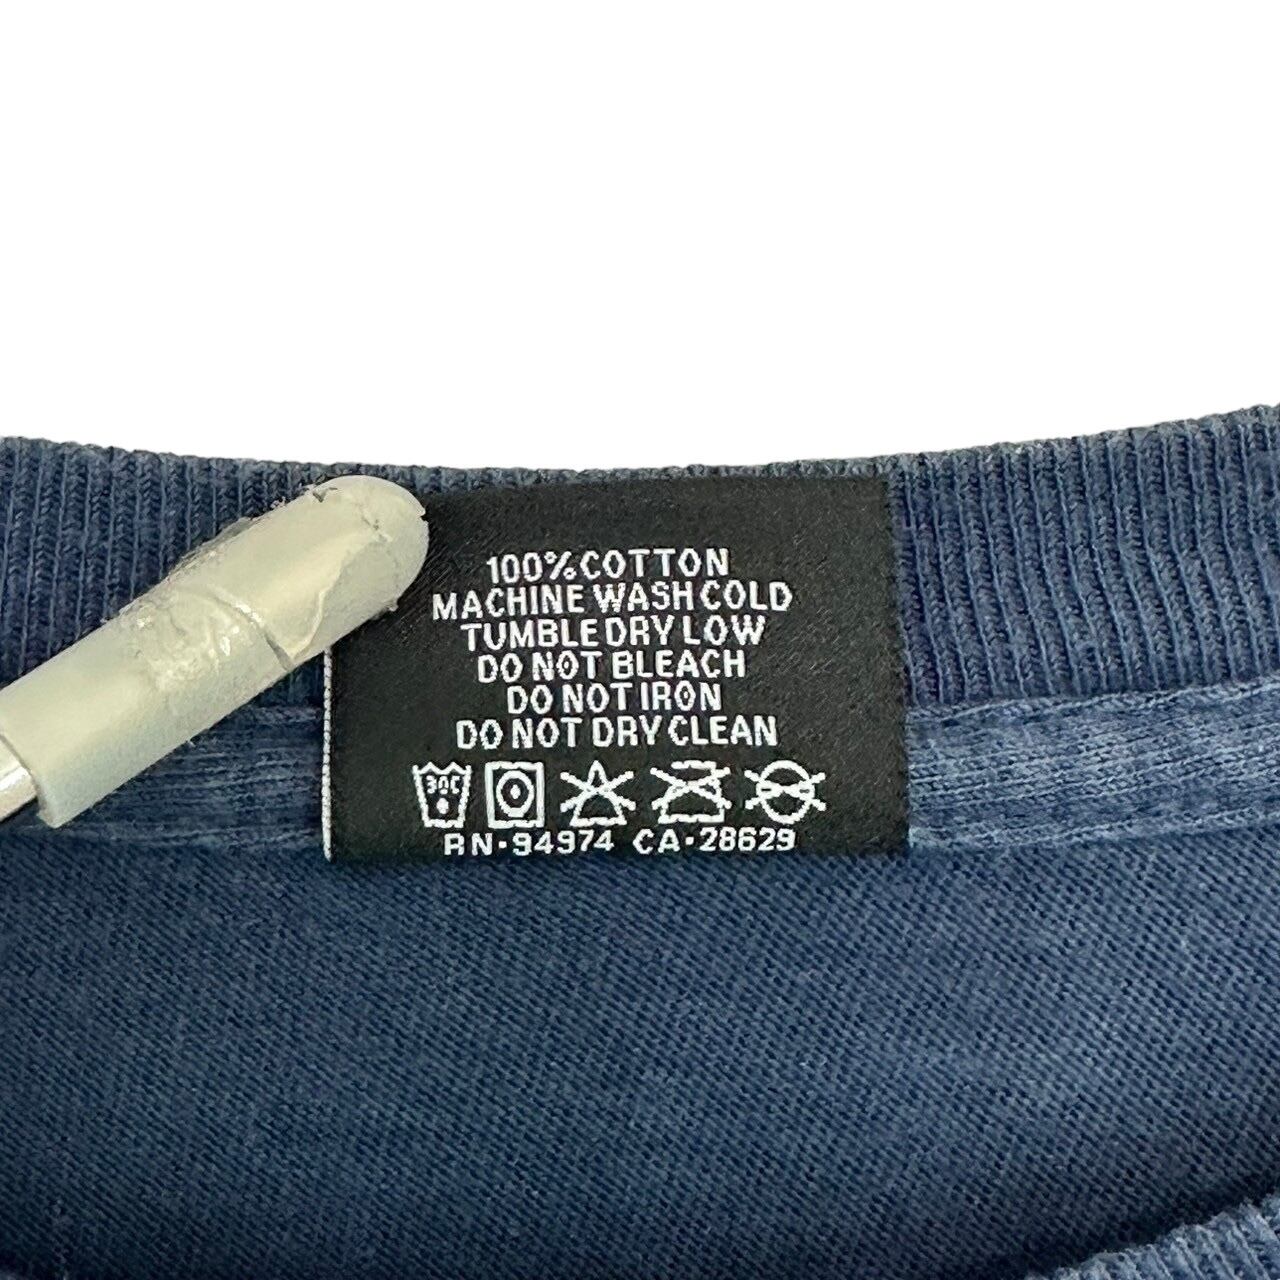 100% COTTON
MACHINE WASH COLD
TUMBLE DRY LOW
DO NOT BLEACH
DO NOT IRON
DO NOT DRY CLEAN
30C
RN·94974 CA·28629